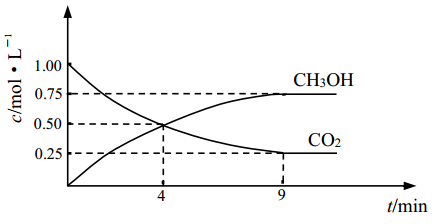 c/mol • L⁻¹
1.00
0.75
0.50
0.25
CH3OH
CO₂
4
9
t/min